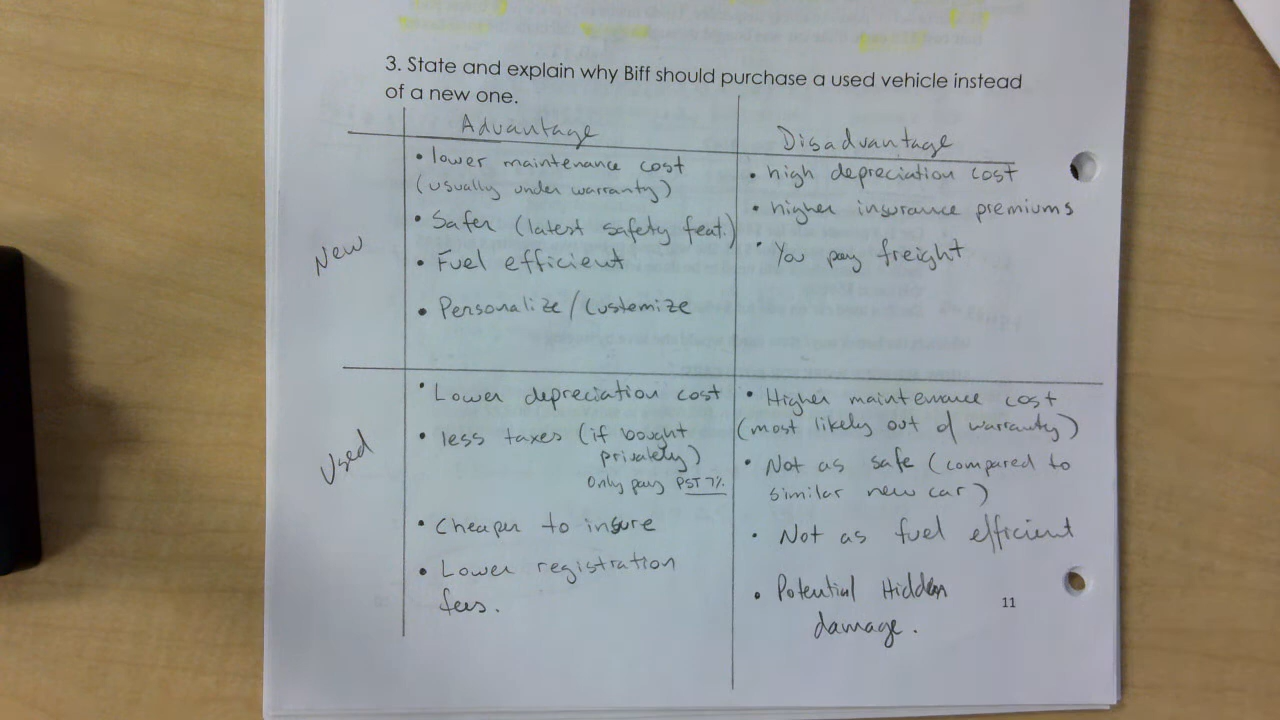 3. State and explain why Biff should purchase a used vehicle instead
of a new one.
Advantage
Disadvantage
New
• lower maintenance cost
(usually under warranty)
• Safer (latest safety feat.)
• Fuel efficient
• Personalize/Custemize
• high depreciation cost
• higher insurance premiums
• You pay freight
Used
• Lower depreciation cost
• less taxes (if bought
privately)
Only pay PST 7%
• Cheaper to insure
• Lower registration
fees.
• Higher maintenance cost
(most likely out of warranty)
• Not as safe (compared to
similar new car)
• Not as fuel efficient
• Potential Hidden
damage.
11